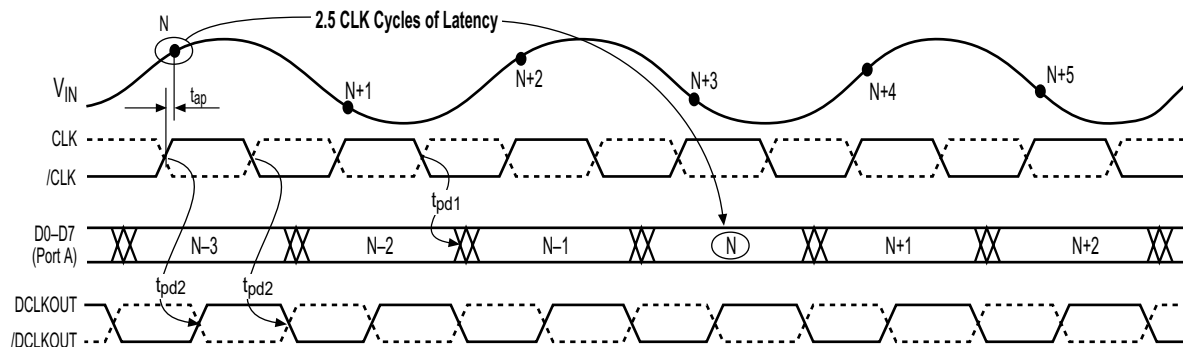 N
2.5 CLK Cycles of Latency
N+1
N+2
N+3
N+4
N+5
VIN
tap
CLK
/CLK
tpd1
D0–D7
(Port A)
N–3
N–2
N–1
N
N+1
N+2
tpd2
tpd2
DCLKOUT
/DCLKOUT